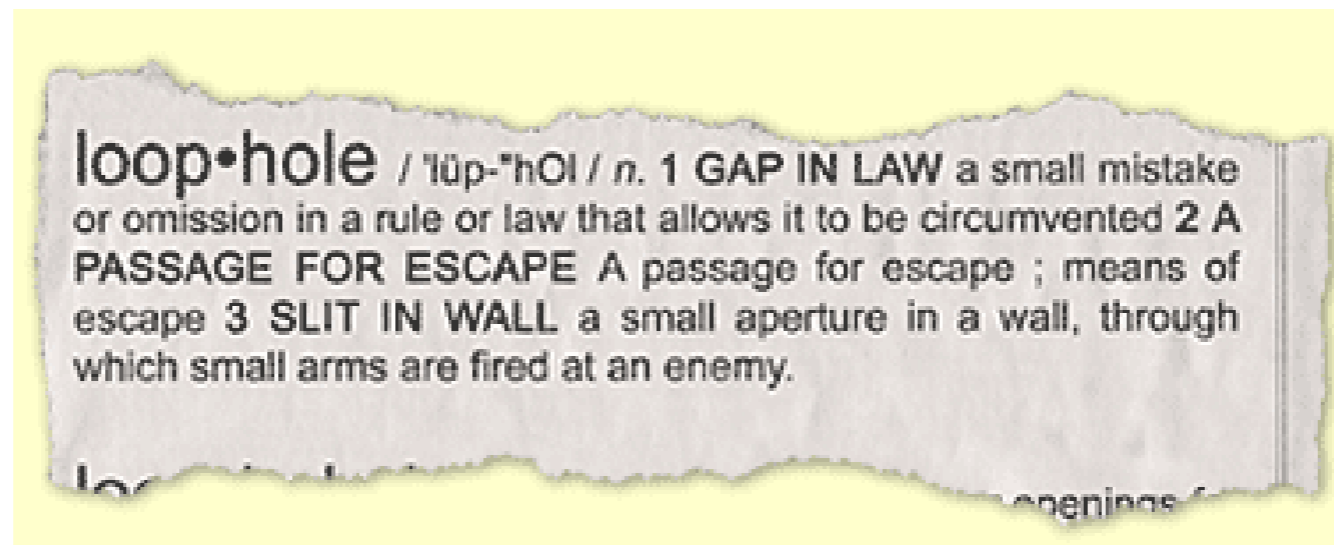 loop•hole / 'lüp-"hOl / n. 1 GAP IN LAW a small mistake
or omission in a rule or law that allows it to be circumvented 2 A
PASSAGE FOR ESCAPE A passage for escape ; means of
escape 3 SLIT IN WALL a small aperture in a wall, through
which small arms are fired at an enemy.
openings